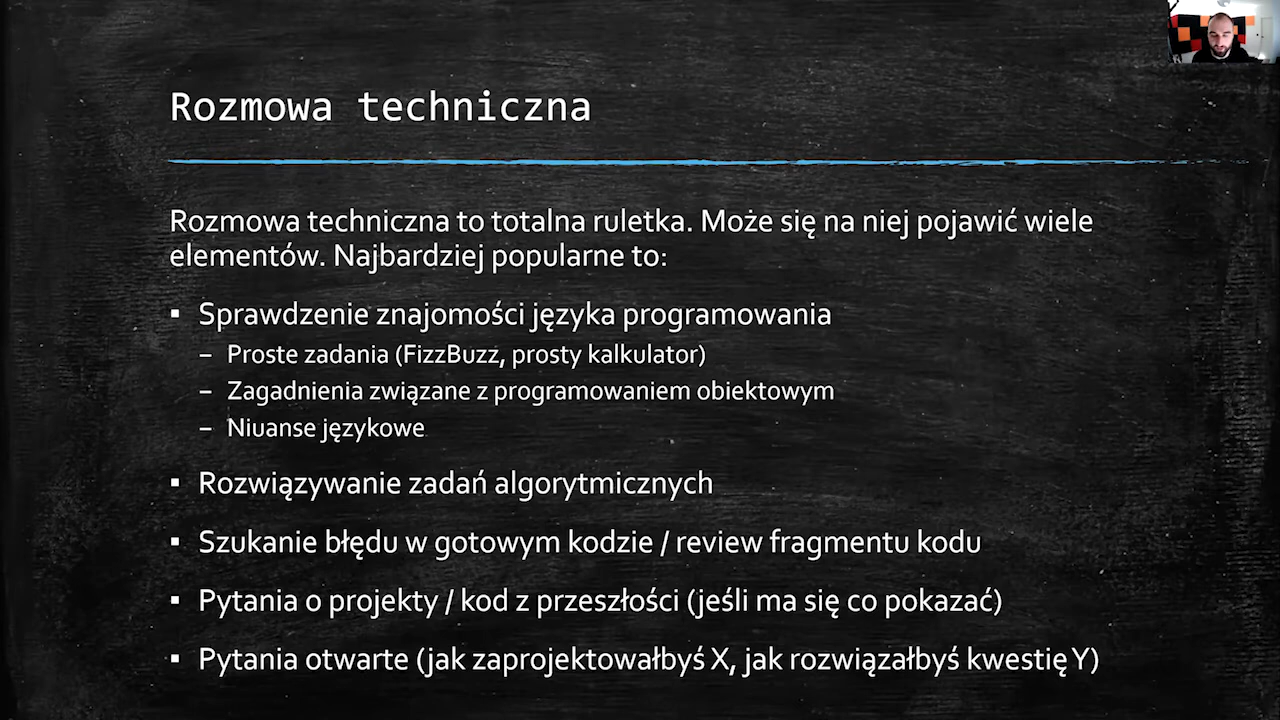 Rozmowa techniczna
Rozmowa techniczna to totalna ruletka. Może się na niej pojawić wiele
elementów. Najbardziej popularne to:
▪ Sprawdzenie znajomości języka programowania
– Proste zadania (FizzBuzz, prosty kalkulator)
– Zagadnienia związane z programowaniem obiektowym
– Niuanse językowe
▪ Rozwiązywanie zadań algorytmicznych
▪ Szukanie błędu w gotowym kodzie / review fragmentu kodu
▪ Pytania o projekty / kod z przeszłości (jeśli ma się co pokazać)
▪ Pytania otwarte (jak zaprojektowałbyś X, jak rozwiązałbyś kwestię Y)